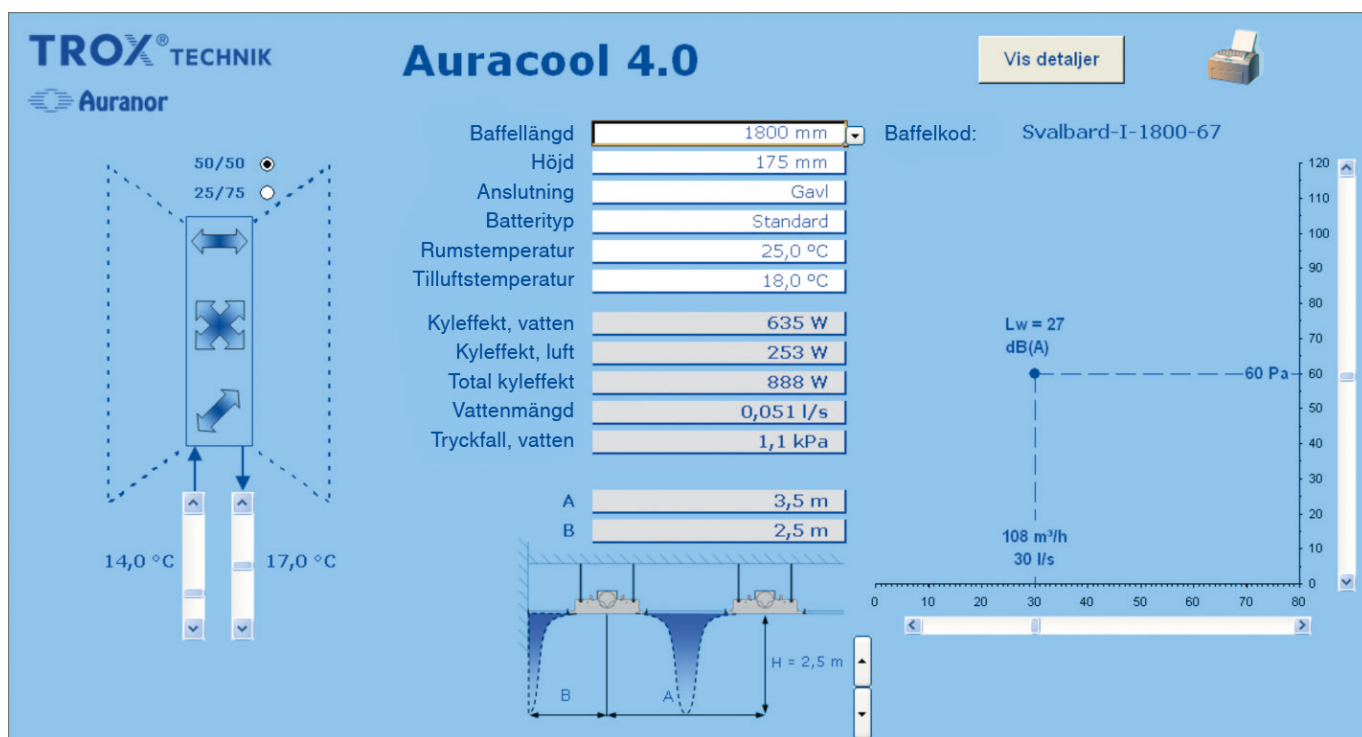 TROX® TECHNIK
Auranor
Auracool 4.0
Vis detaljer
50/50
25/75
14,0 °C
17,0 °C
Baffellängd 1800 mm
Baffelkod: Svalbard-I-1800-67
Höjd 175 mm
Anslutning Gavl
Batterityp Standard
Rumstemperatur 25,0 ºC
Tilluftstemperatur 18,0 ºC
Kyleffekt, vatten 635 W
Kyleffekt, luft 253 W
Total kyleffekt 888 W
Vattenmängd 0,051 l/s
Tryckfall, vatten 1,1 kPa
A 3,5 m
B 2,5 m
H = 2,5 m
B
A
Lw = 27
dB(A)
60 Pa
108 m³/h
30 l/s
120
110
100
90
80
70
60
50
40
30
20
10
0
0 10 20 30 40 50 60 70 80